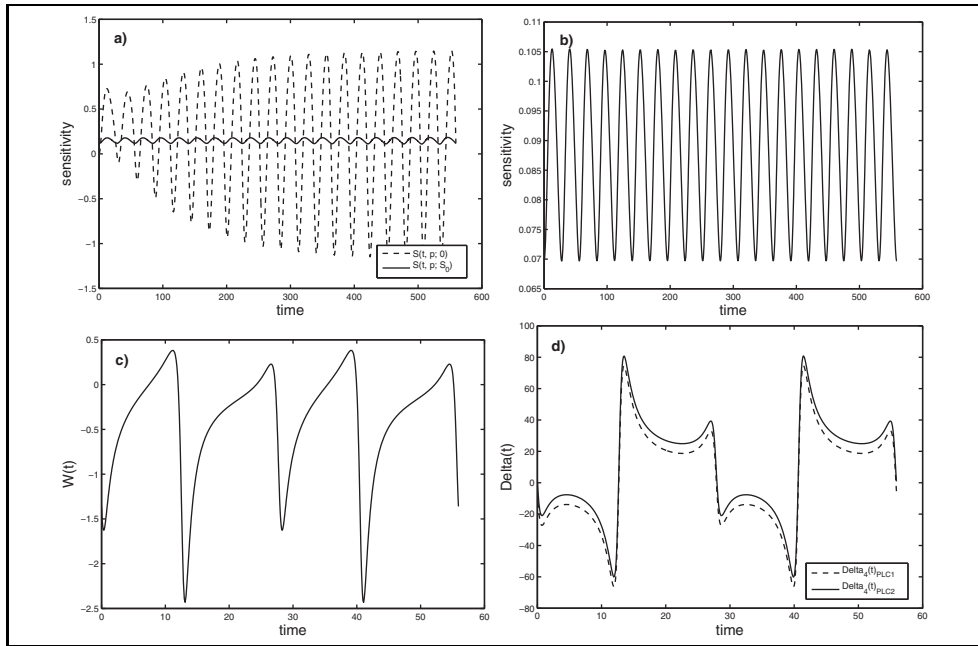 a)
1.5
1
0.5
0
−0.5
−1
−1.5
sensitivity
0 100 200 300 400 500 600
time
S(t, p; 0)
S(t, p; S0)
b)
0.11
0.105
0.1
0.095
0.09
0.085
0.08
0.075
0.07
0.065
sensitivity
0 100 200 300 400 500 600
time
c)
0.5
0
−0.5
−1
−1.5
−2
−2.5
W(t)
0 10 20 30 40 50 60
time
d)
100
80
60
40
20
0
−20
−40
−60
−80
Delta(t)
0 10 20 30 40 50 60
time
Delta4(t)PLC1
Delta4(t)PLC2